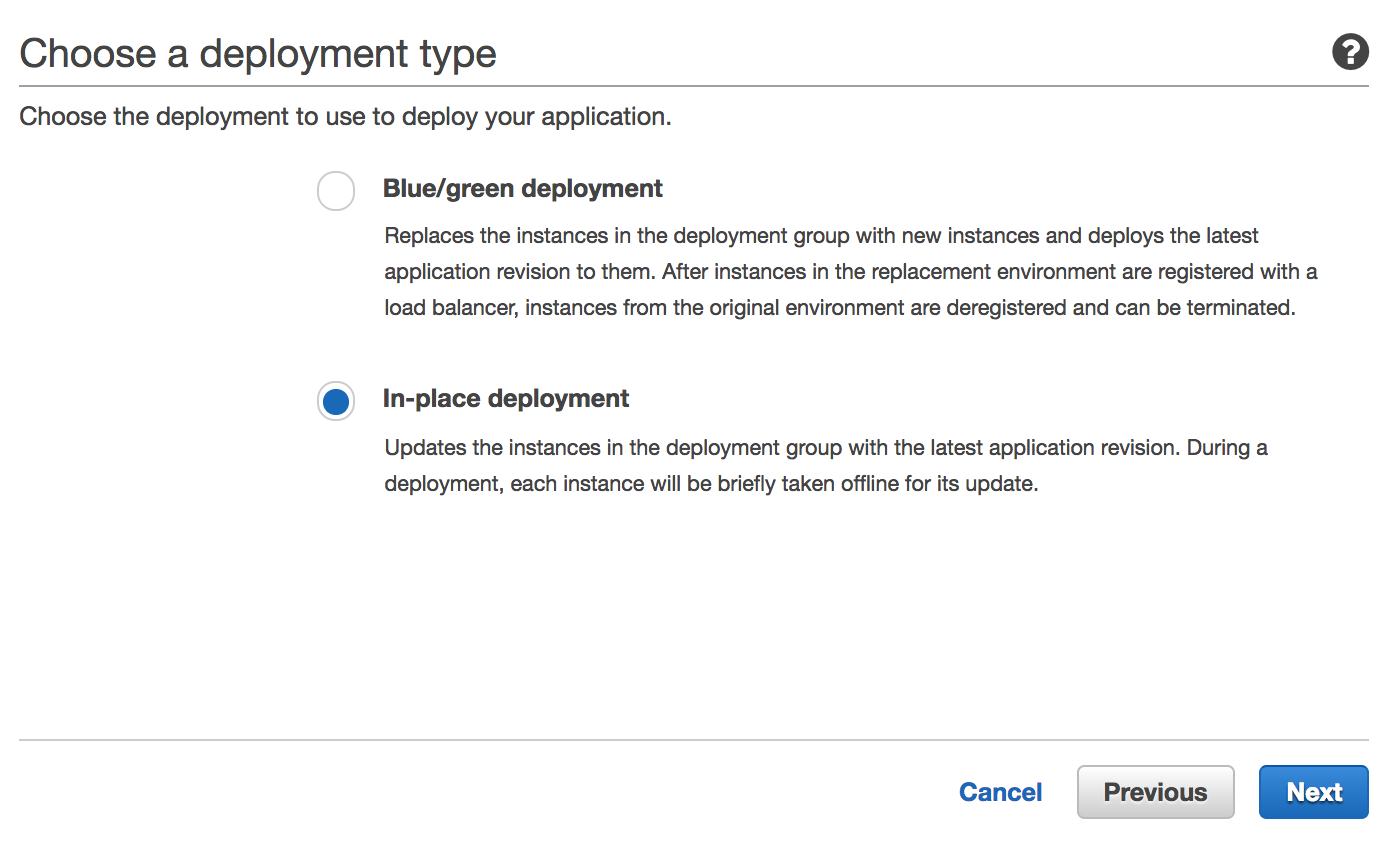 Choose a deployment type
?
Choose the deployment to use to deploy your application.
Blue/green deployment
Replaces the instances in the deployment group with new instances and deploys the latest
application revision to them. After instances in the replacement environment are registered with a
load balancer, instances from the original environment are deregistered and can be terminated.
In-place deployment
Updates the instances in the deployment group with the latest application revision. During a
deployment, each instance will be briefly taken offline for its update.
Cancel
Previous
Next